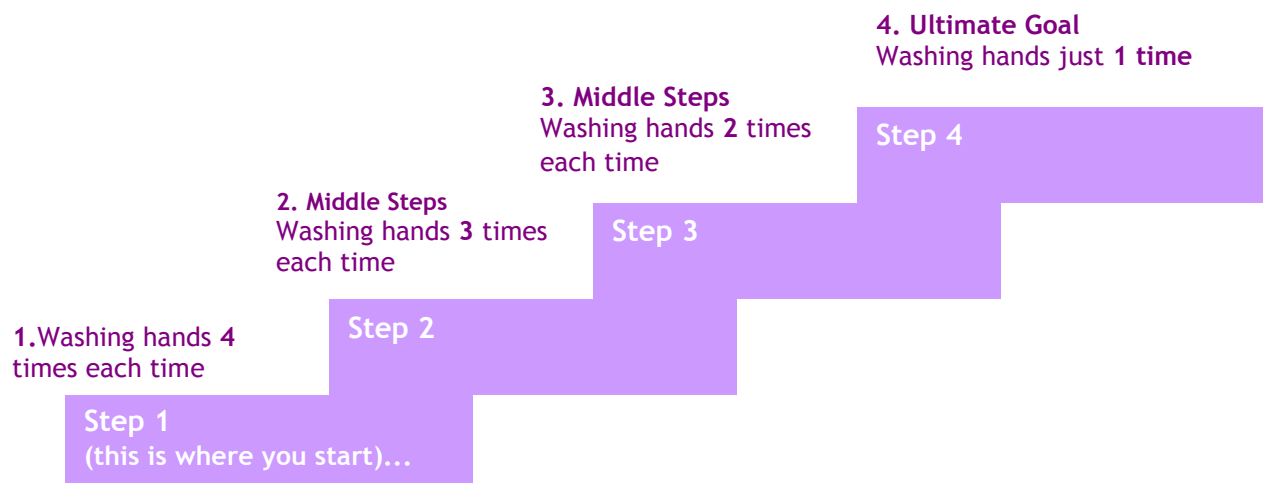 4. Ultimate Goal
Washing hands just 1 time
3. Middle Steps
Washing hands 2 times
each time
Step 4
2. Middle Steps
Washing hands 3 times
each time
Step 3
1.Washing hands 4
times each time
Step 2
Step 1
(this is where you start)...